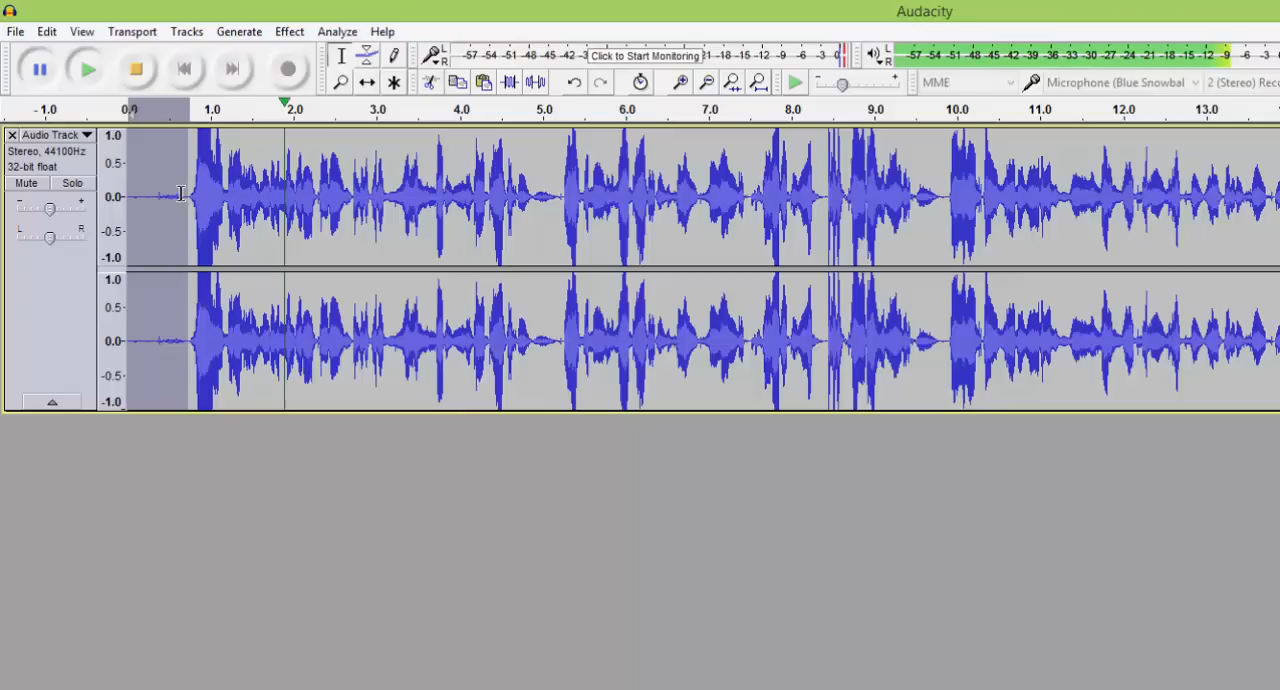 Audacity
File Edit View Transport Tracks Generate Effect Analyze Help
L R -57 -54 -51 -48 -45 -42 -3 Click to Start Monitoring 21 -18 -15 -12 -9 -6 -3 0
L R -57 -54 -51 -48 -45 -42 -39 -36 -33 -30 -27 -24 -21 -18 -15 -12 -9 -6 -3
- + MME Microphone (Blue Snowbal 2 (Stereo) Rec
-1.0 0.0 1.0 2.0 3.0 4.0 5.0 6.0 7.0 8.0 9.0 10.0 11.0 12.0 13.0
Audio Track
Stereo, 44100Hz
32-bit float
Mute Solo
- +
L R
1.0
0.5
0.0
-0.5
-1.0
1.0
0.5
0.0
-0.5
-1.0